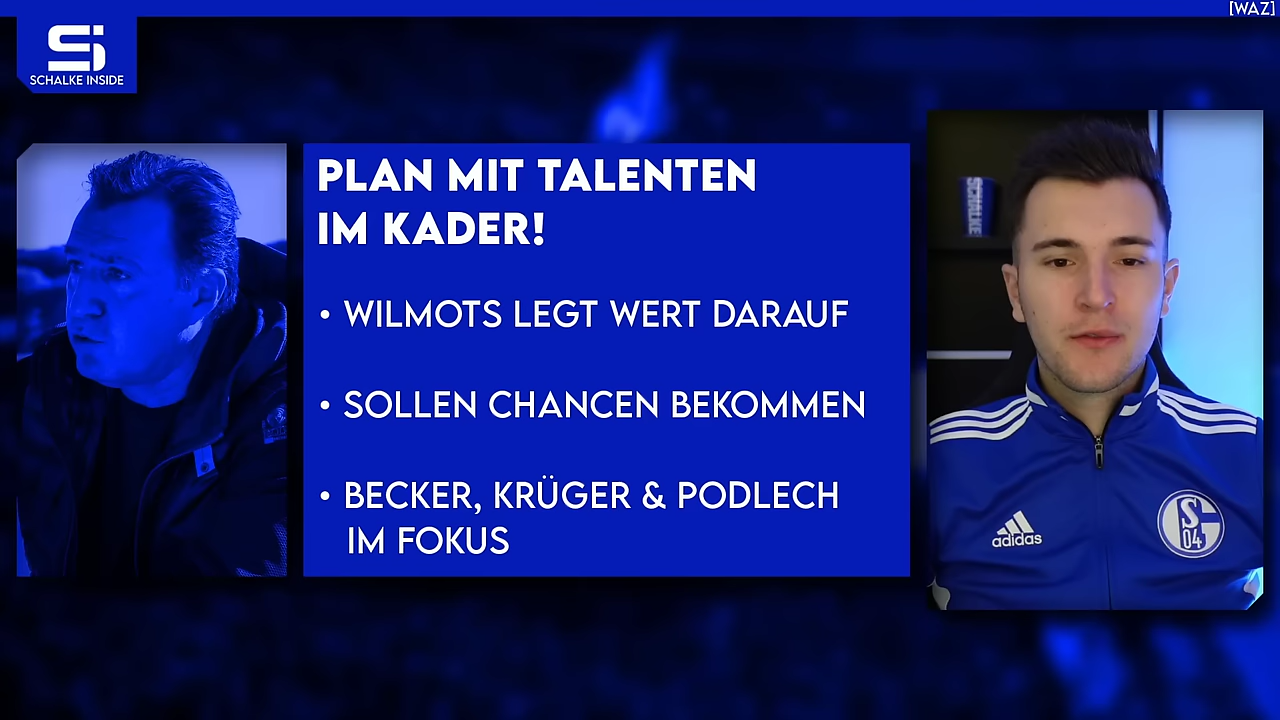 [WAZ]
SCHALKE INSIDE
PLAN MIT TALENTEN
IM KADER!
• WILMOTS LEGT WERT DARAUF
• SOLLEN CHANCEN BEKOMMEN
• BECKER, KRÜGER & PODLECH
IM FOKUS
SCHALKE
adidas
S
04